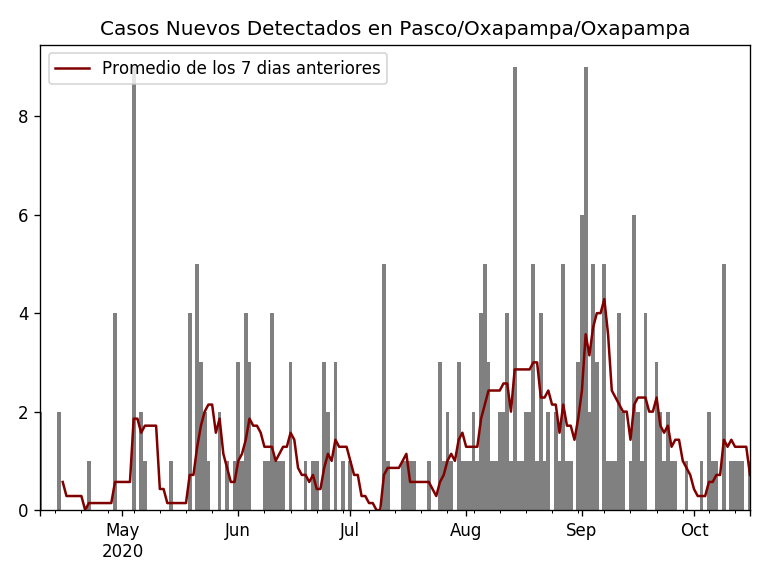 Casos Nuevos Detectados en Pasco/Oxapampa/Oxapampa
Promedio de los 7 dias anteriores
8
6
4
2
0
May Jun Jul Aug Sep Oct
2020